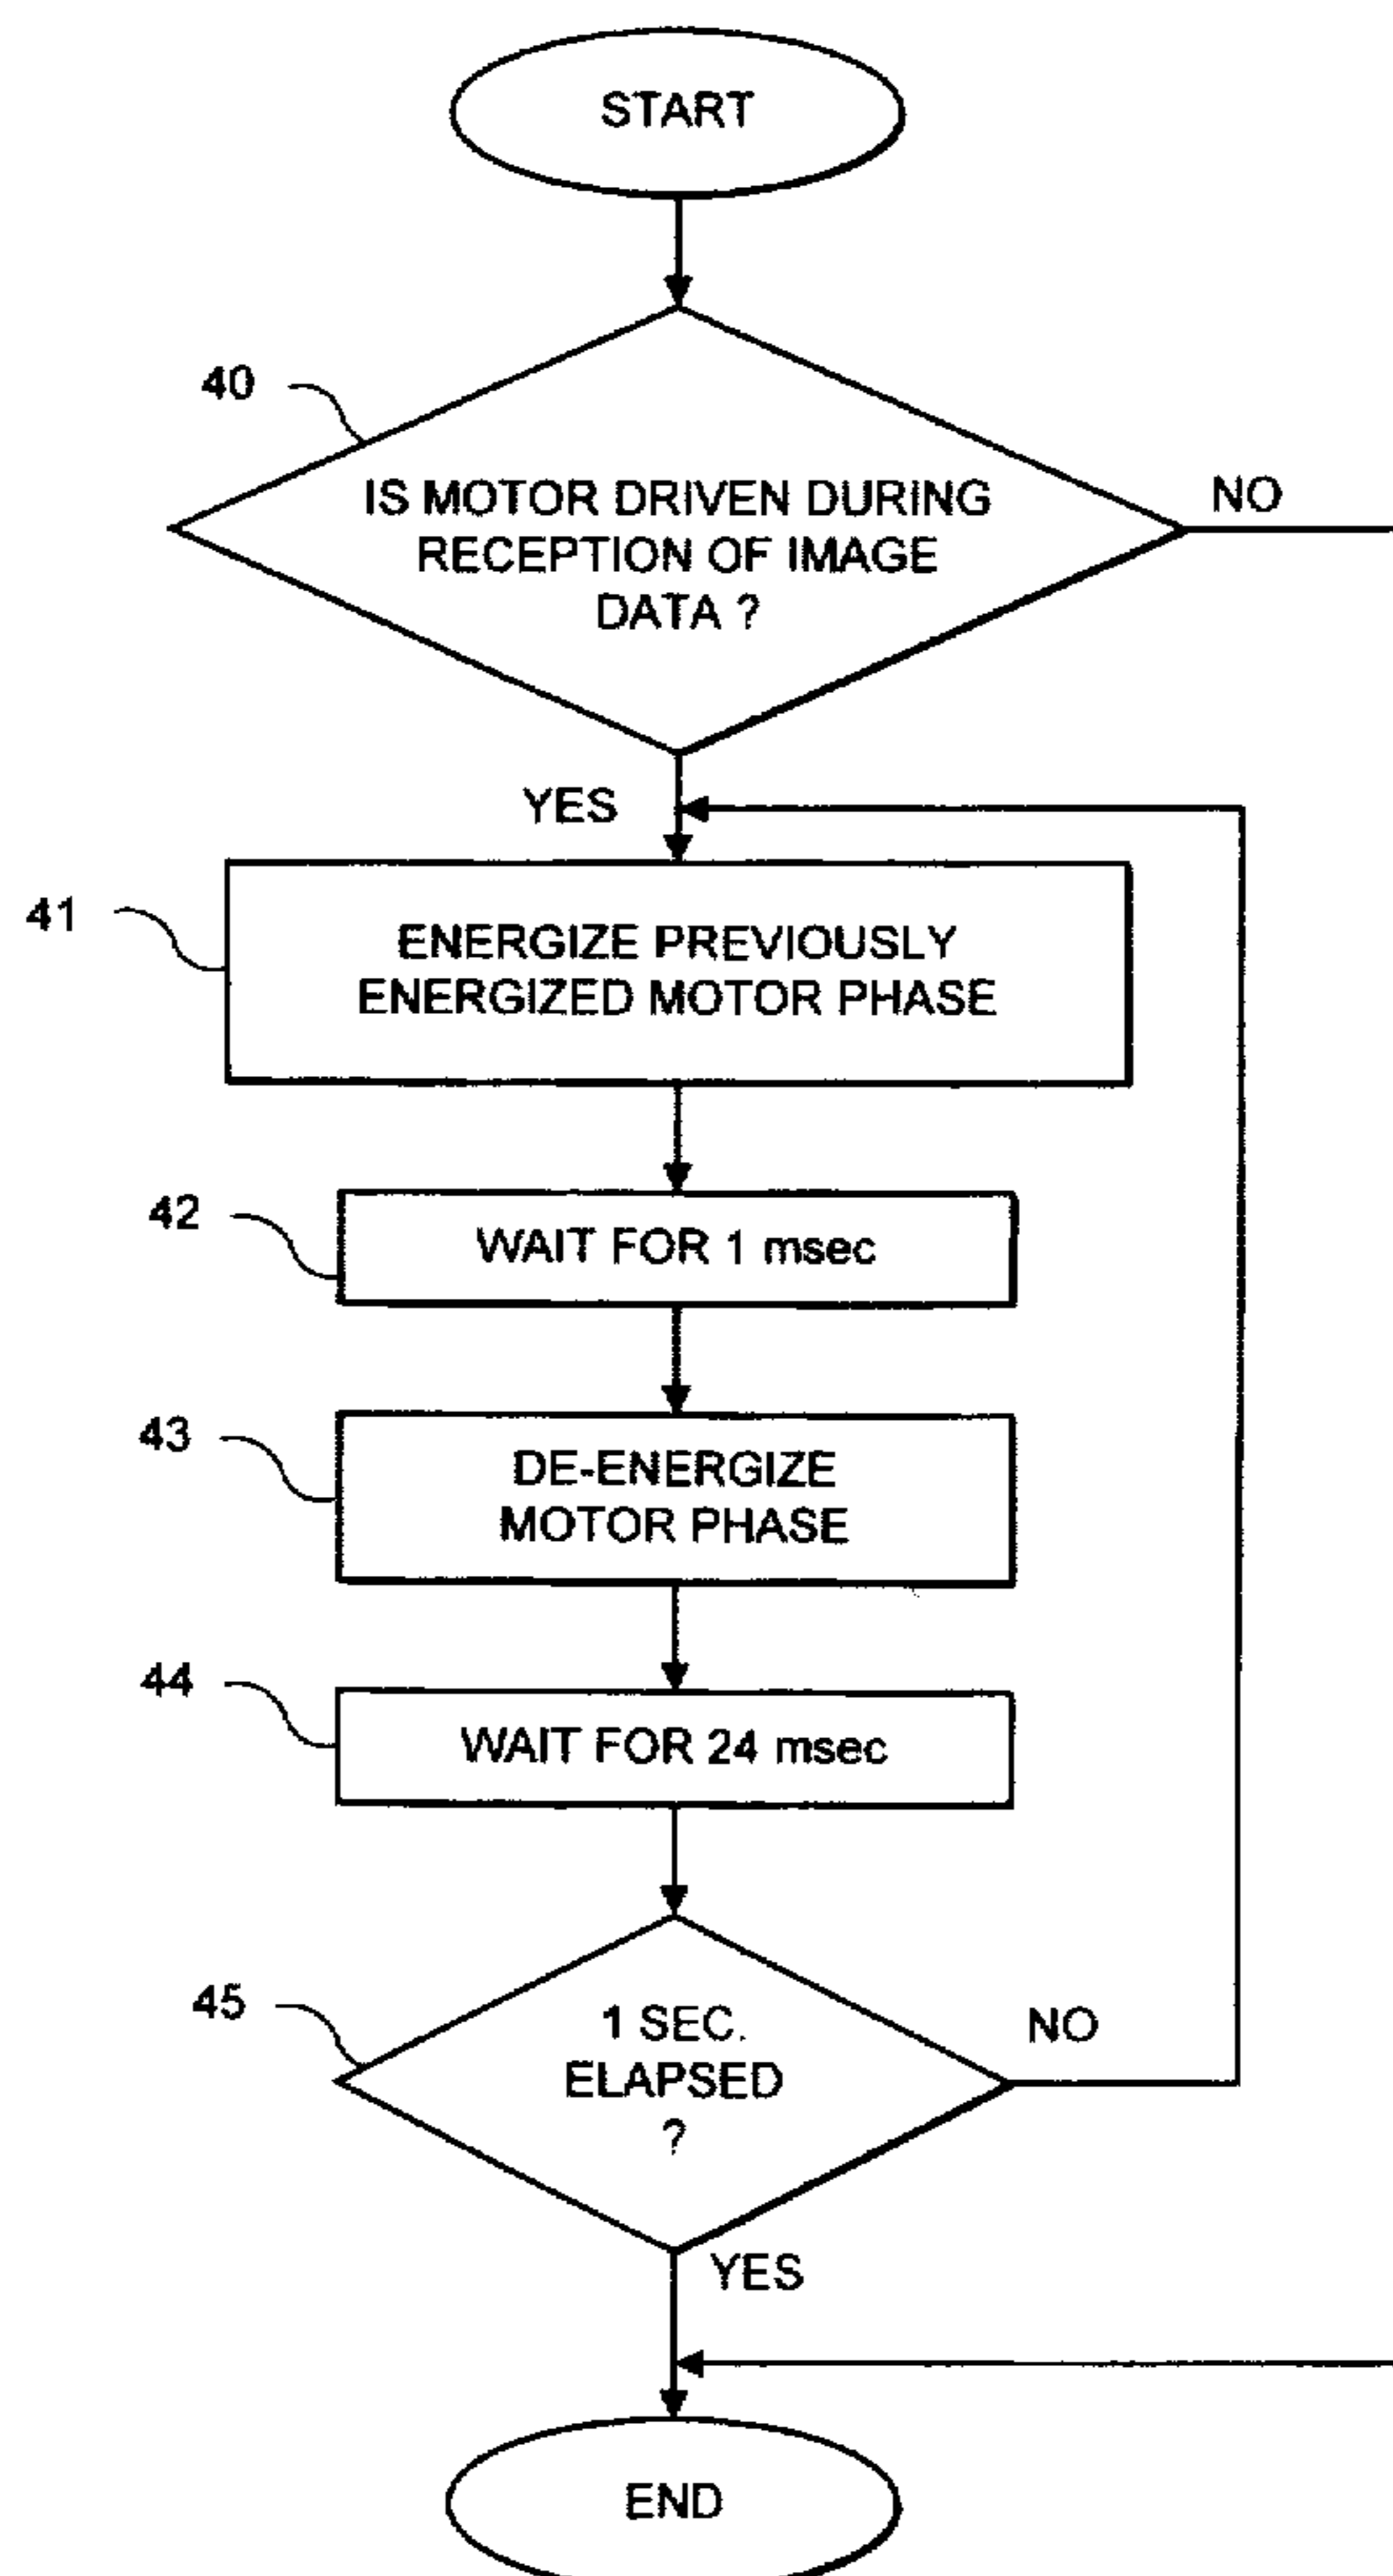 START
40
IS MOTOR DRIVEN DURING
RECEPTION OF IMAGE
DATA ?
NO
YES
41
ENERGIZE PREVIOUSLY
ENERGIZED MOTOR PHASE
42
WAIT FOR 1 msec
43
DE-ENERGIZE
MOTOR PHASE
44
WAIT FOR 24 msec
45
1 SEC.
ELAPSED
?
NO
YES
END